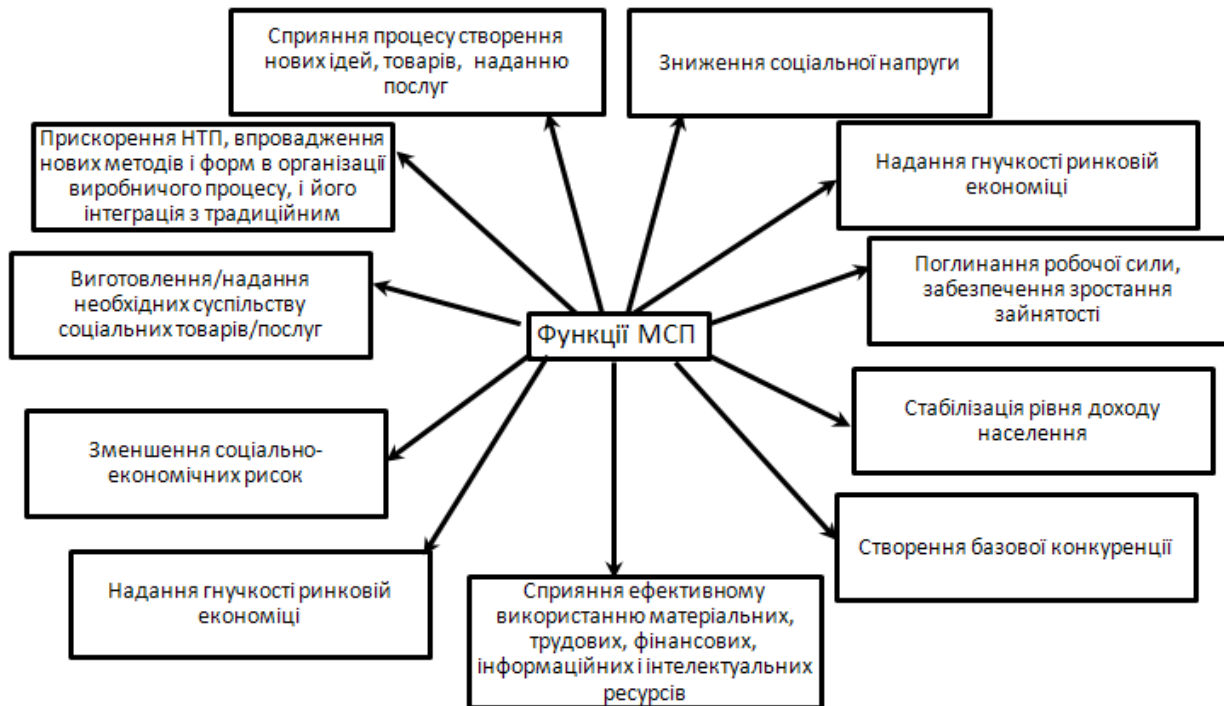 Сприяння процесу створення
нових ідей, товарів, наданню
послуг
Зниження соціальної напруги
Прискорення НТП, впровадження
нових методів і форм в організації
виробничого процесу, і його
інтеграція з традиційним
Надання гнучкості ринковій
економіці
Виготовлення/надання
необхідних суспільству
соціальних товарів/послуг
Поглинання робочої сили,
забезпечення зростання
зайнятості
Функції МСП
Зменшення соціально-
економічних рисок
Стабілізація рівня доходу
населення
Надання гнучкості ринковій
економіці
Сприяння ефективному
використанню матеріальних,
трудових, фінансових,
інформаційних і інтелектуальних
ресурсів
Створення базової конкуренції